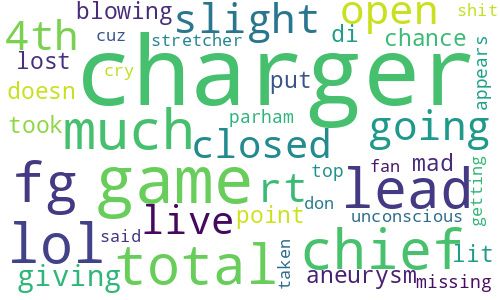 blowing slight open shit
4th cuz stretcher di chance appears
lost cry charger
doesn put
took much parham going
closed
fg game rt top lead fan mad getting
don
lol live point unconscious
said
total taken chief lit
giving aneurysm missing